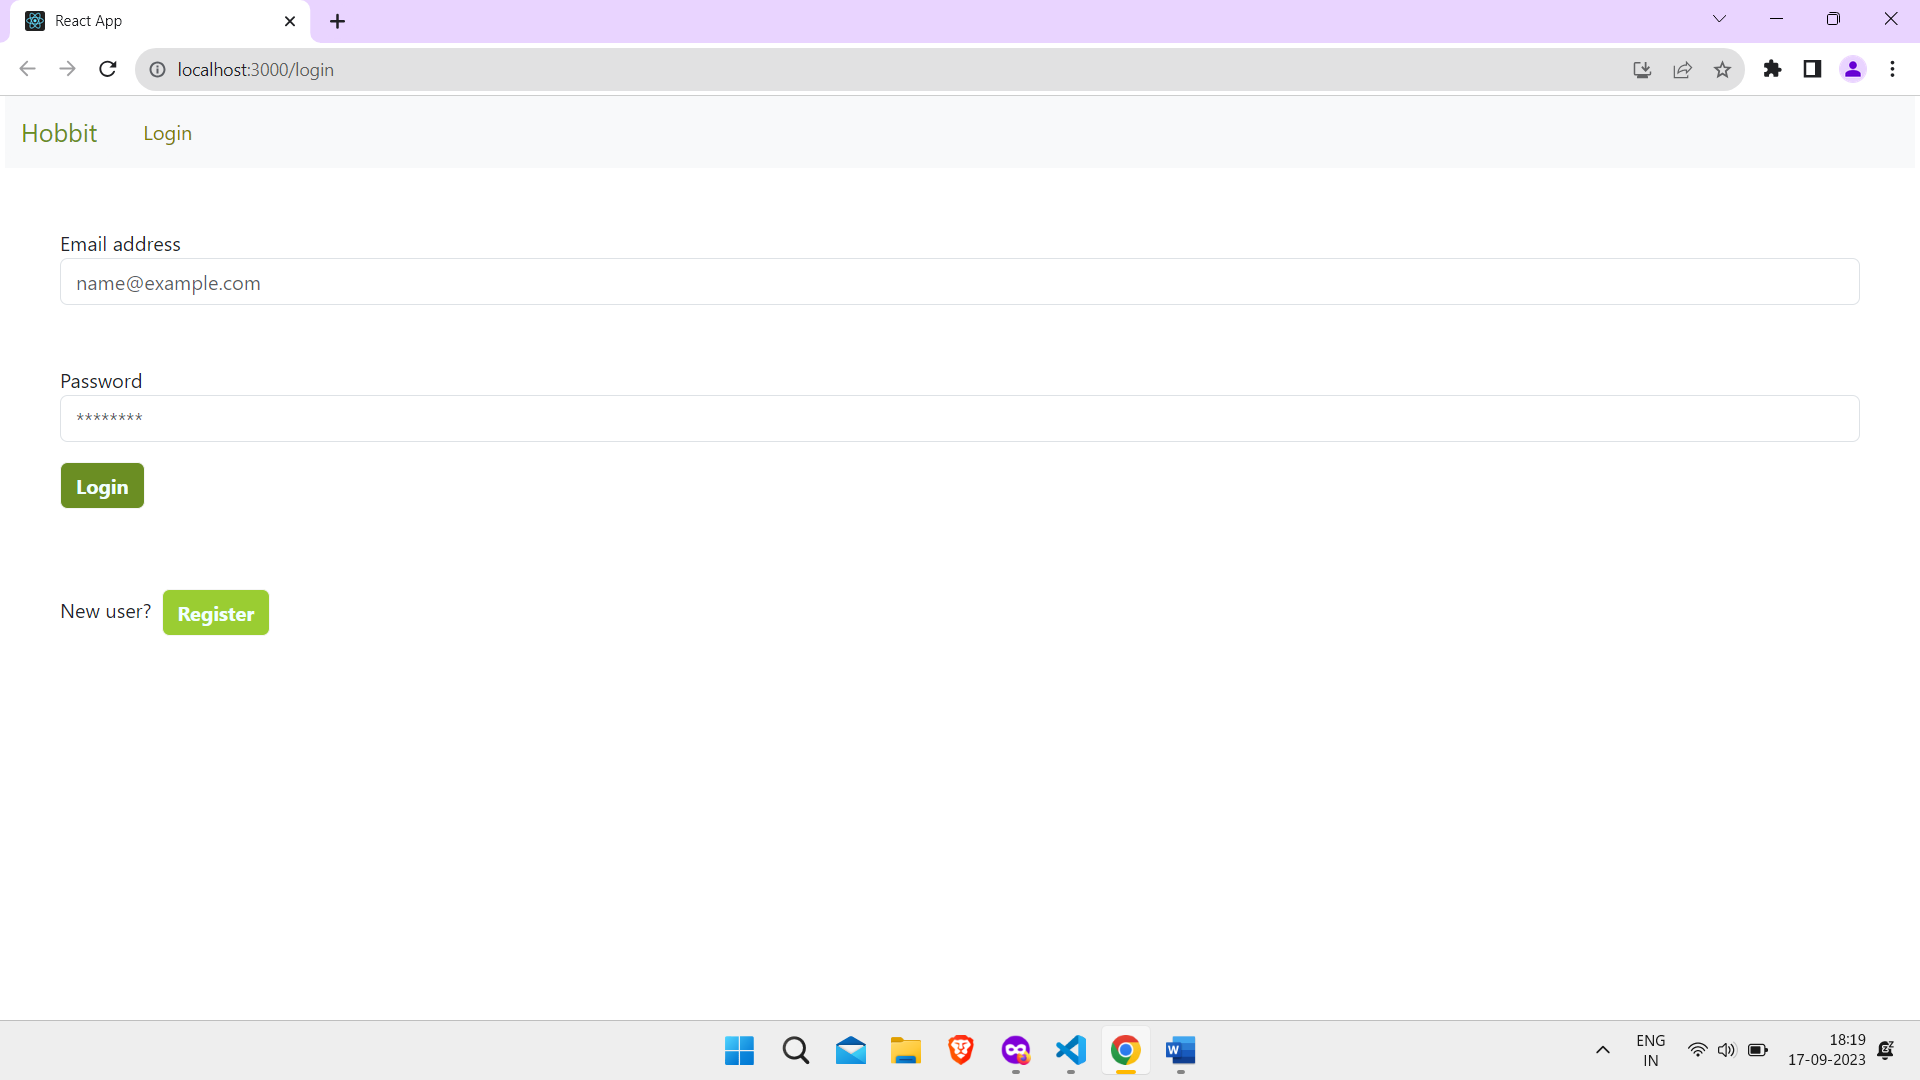 React App
localhost:3000/login
Hobbit
Login
Email address
name@example.com
Password
********
Login
New user? Register
W
ENG
IN
18:19
17-09-2023